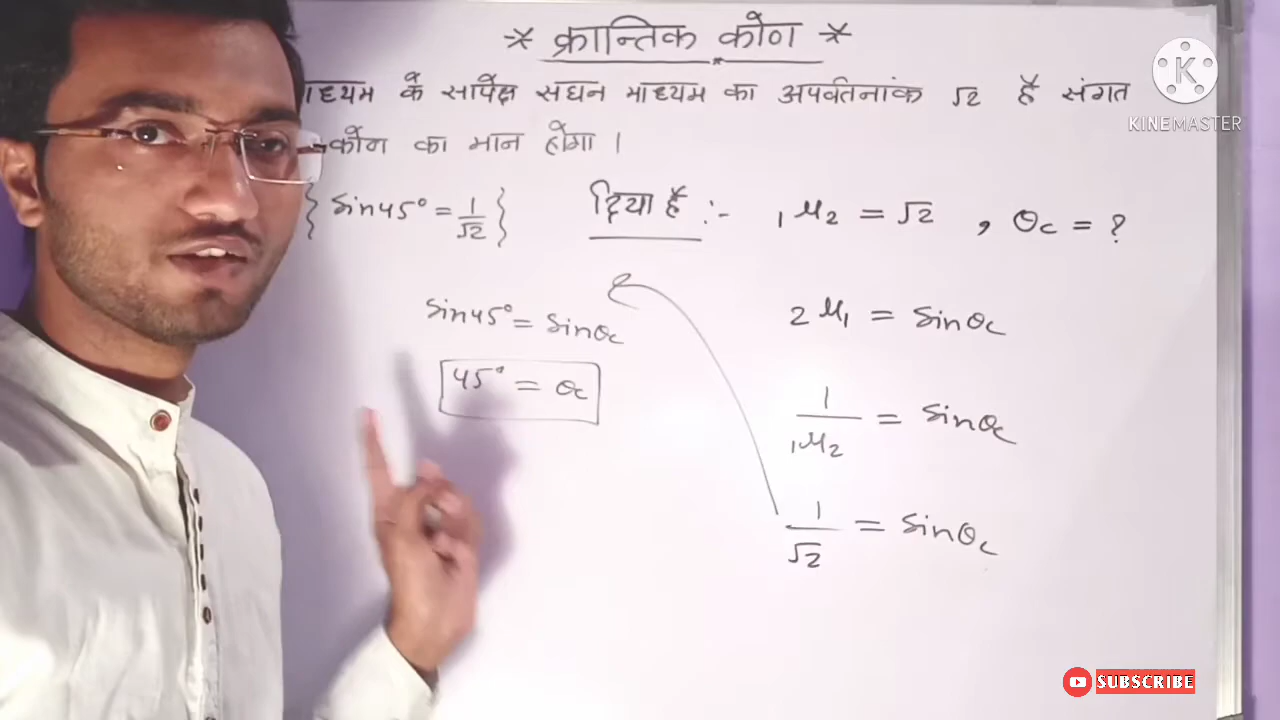 * क्रान्तिक कोण *
माध्यम के सापेक्ष सघन माध्यम का अपवर्तनांक √2 है संगत
कोण का मान होगा ।
{ sin45° = 1/√2 } दिया है :- ₁μ₂ = √2 , θc = ?
sin45° = sinθc
45° = θc
₂μ₁ = sinθc
1/₁μ₂ = sinθc
1/√2 = sinθc
KINEMASTER
SUBSCRIBE